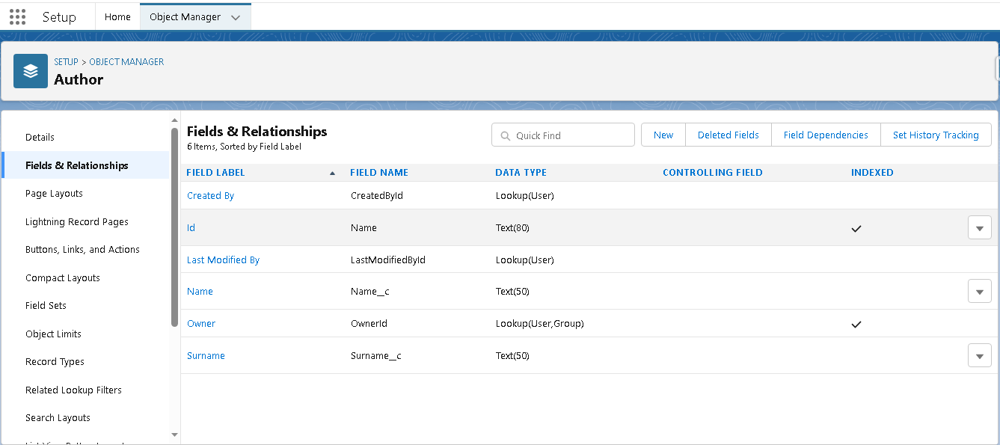 Setup Home Object Manager
SETUP > OBJECT MANAGER
Author
Details
Fields & Relationships
Page Layouts
Lightning Record Pages
Buttons, Links, and Actions
Compact Layouts
Field Sets
Object Limits
Record Types
Related Lookup Filters
Search Layouts
Fields & Relationships
6 Items, Sorted by Field Label
Quick Find New Deleted Fields Field Dependencies Set History Tracking
FIELD LABEL FIELD NAME DATA TYPE CONTROLLING FIELD INDEXED
Created By CreatedById Lookup(User)
Id Name Text(80)
Last Modified By LastModifiedById Lookup(User)
Name Name__c Text(50)
Owner OwnerId Lookup(User,Group)
Surname Surname__c Text(50)